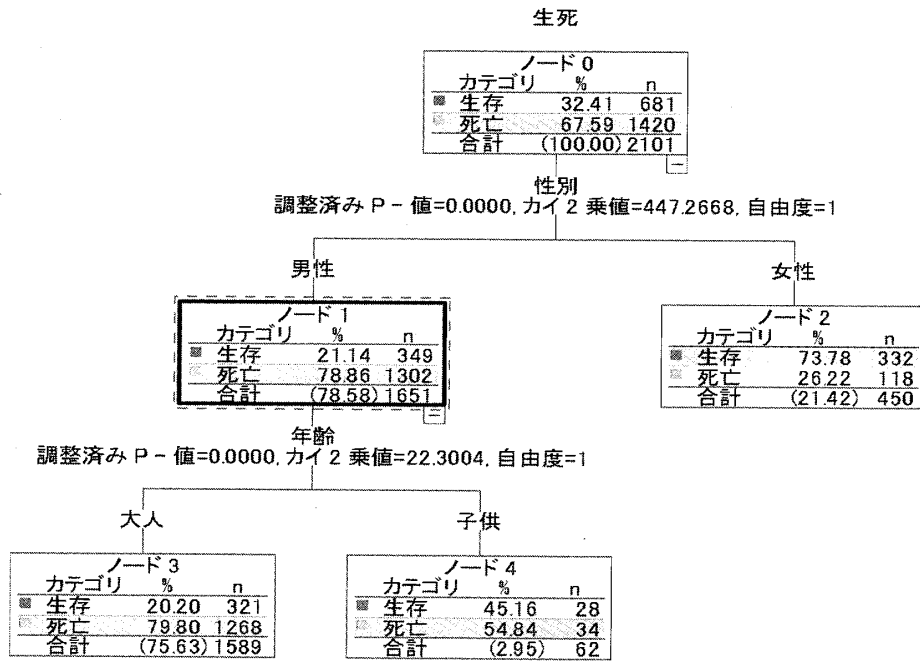 生死
ノード 0
カテゴリ % n
生存 32.41 681
死亡 67.59 1420
合計 (100.00) 2101
性別
調整済み P - 値=0.0000, カイ 2 乗値=447.2668, 自由度=1
男性
女性
ノード 1
カテゴリ % n
生存 21.14 349
死亡 78.86 1302
合計 (78.58) 1651
ノード 2
カテゴリ % n
生存 73.78 332
死亡 26.22 118
合計 (21.42) 450
年齢
調整済み P - 値=0.0000, カイ 2 乗値=22.3004, 自由度=1
大人
子供
ノード 3
カテゴリ % n
生存 20.20 321
死亡 79.80 1268
合計 (75.63) 1589
ノード 4
カテゴリ % n
生存 45.16 28
死亡 54.84 34
合計 (2.95) 62